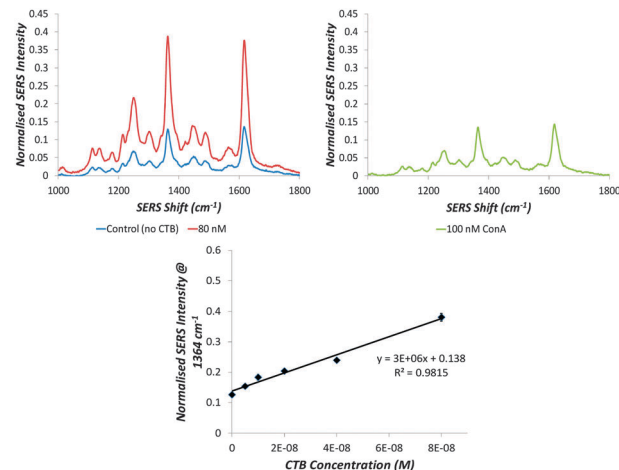 Normalised SERS Intensity
0.45
0.4
0.35
0.3
0.25
0.2
0.15
0.1
0.05
0
1000 1200 1400 1600 1800
SERS Shift (cm-1)
Control (no CTB) 80 nM
Normalised SERS Intensity
0.45
0.4
0.35
0.3
0.25
0.2
0.15
0.1
0.05
0
1000 1200 1400 1600 1800
SERS Shift (cm-1)
100 nM ConA
Normalised SERS Intensity @
1364 cm-1
0.6
0.5
0.4
0.3
0.2
0.1
0
y = 3E+06x + 0.138
R² = 0.9815
0 2E-08 4E-08 6E-08 8E-08
CTB Concentration (M)